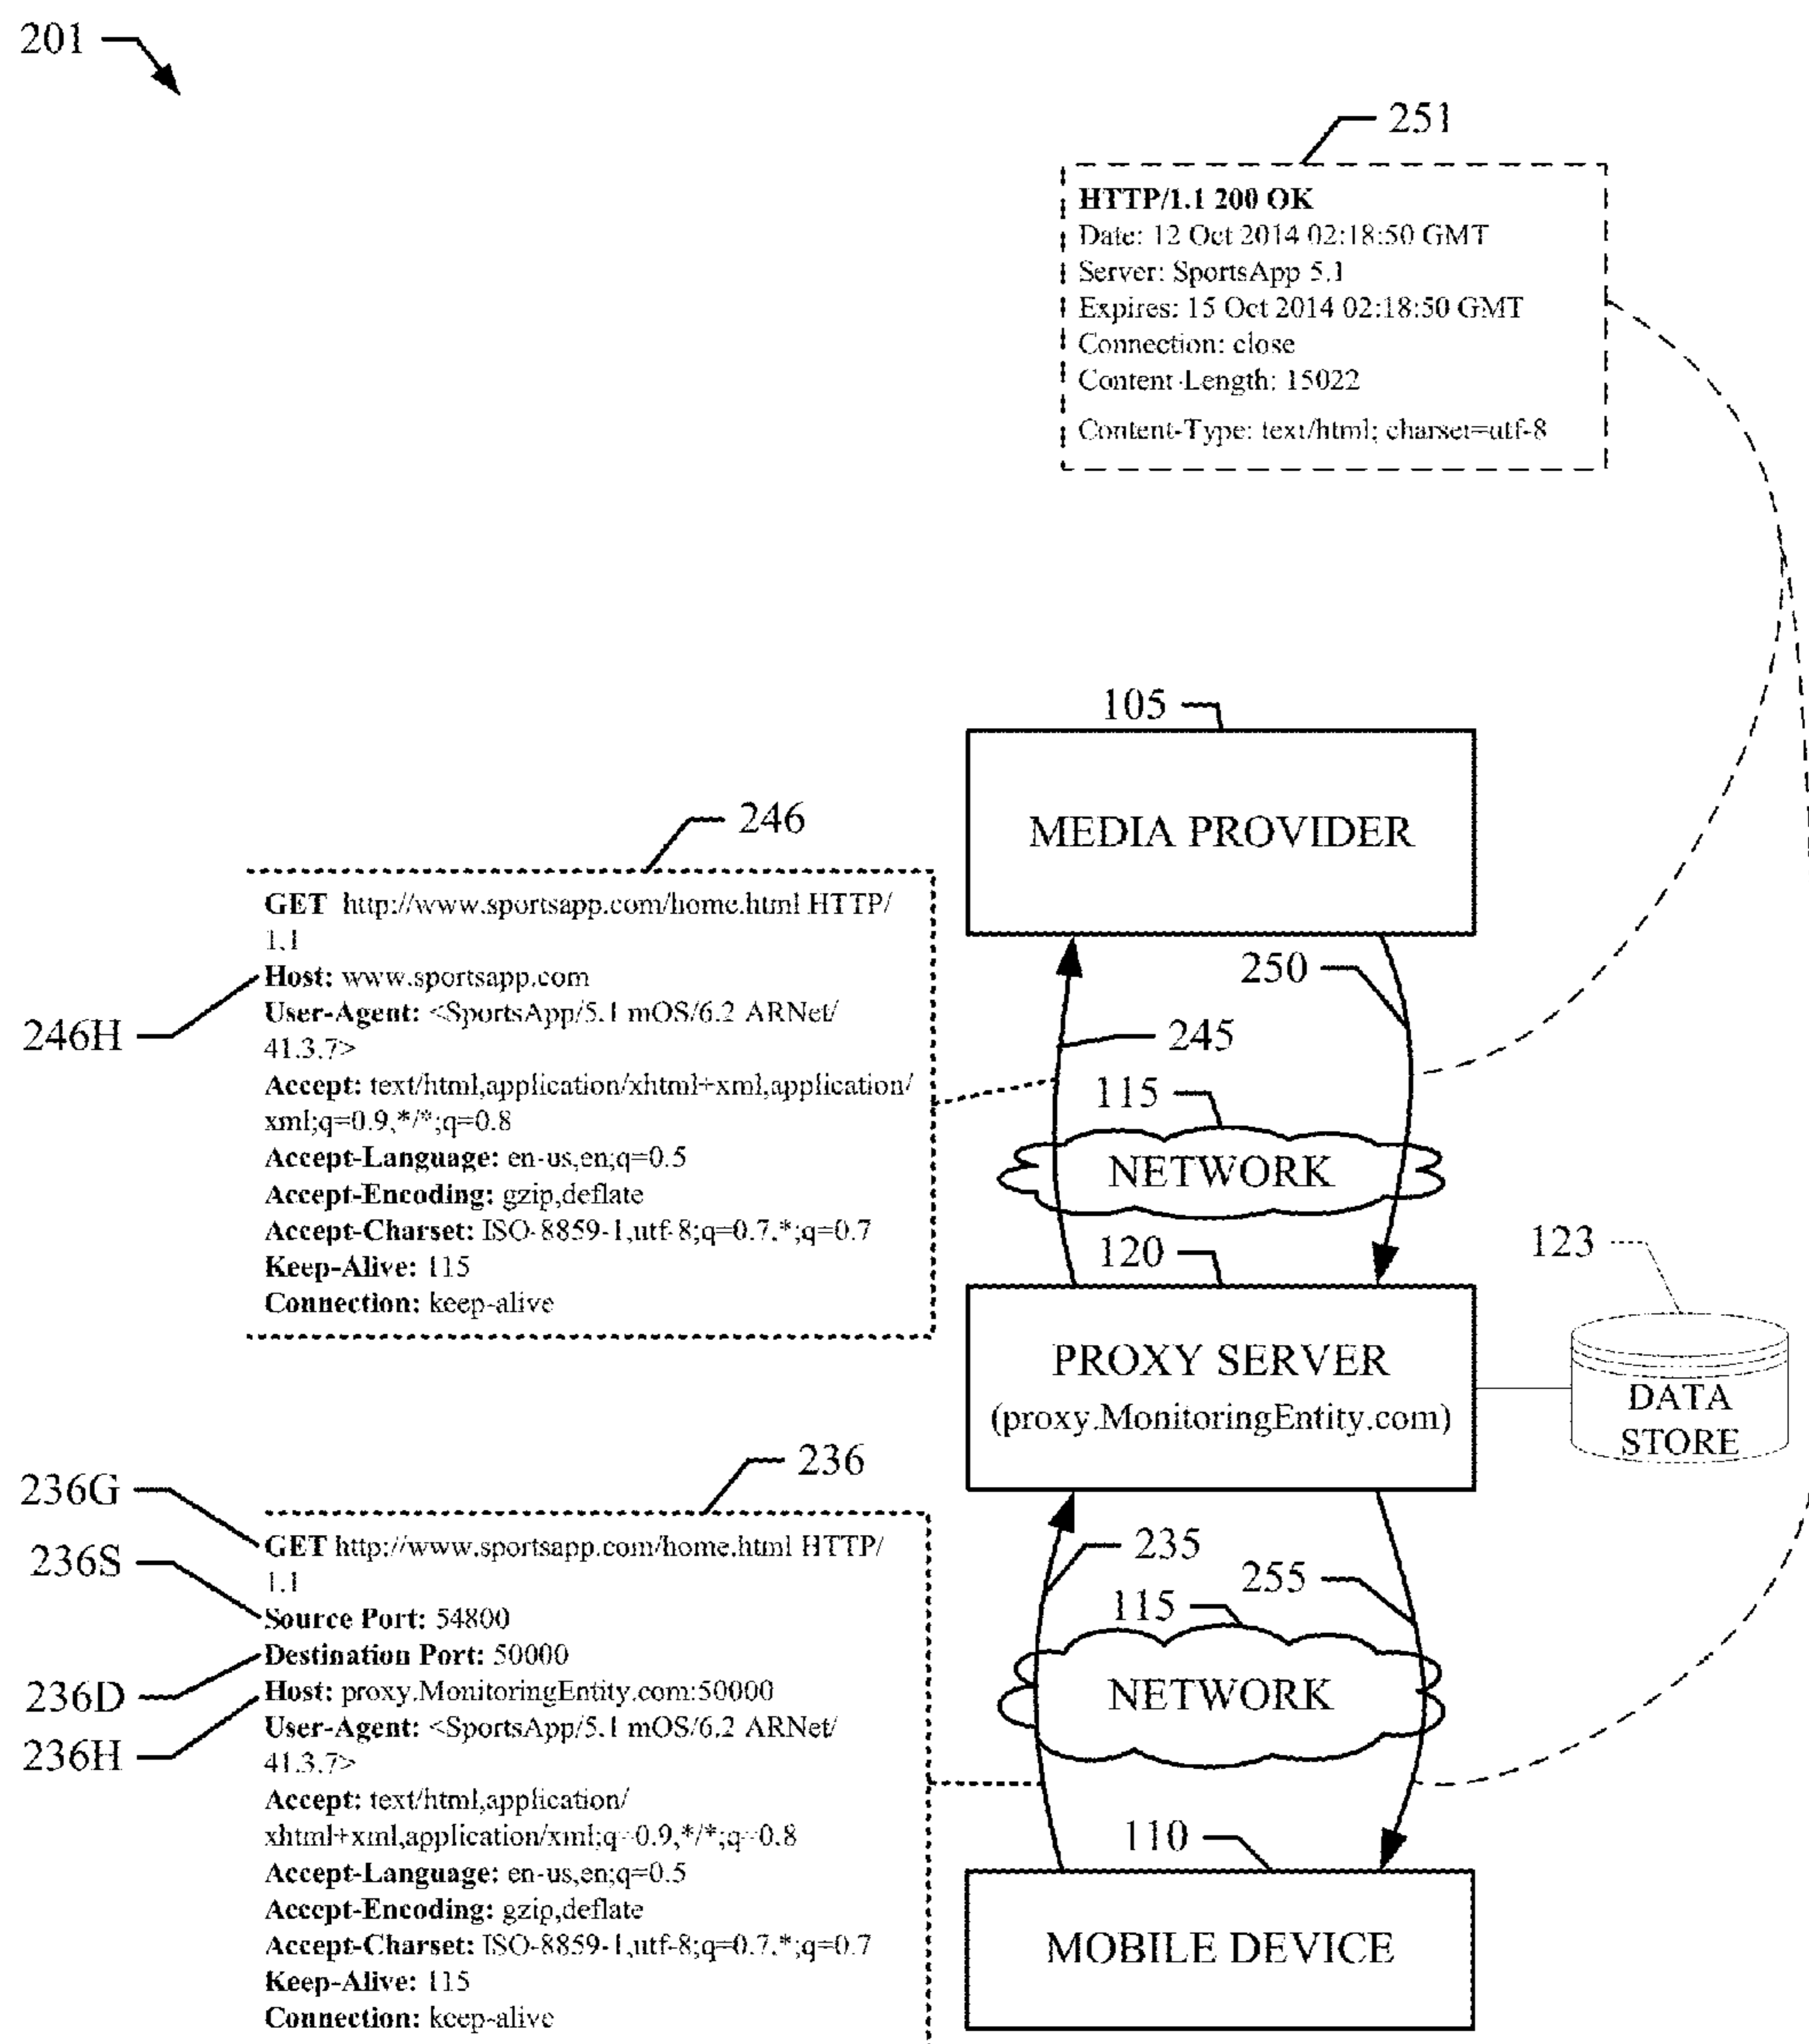 201
251
HTTP/1.1 200 OK
Date: 12 Oct 2014 02:18:50 GMT
Server: SportsApp 5.1
Expires: 15 Oct 2014 02:18:50 GMT
Connection: close
Content-Length: 15022
Content-Type: text/html; charset=utf-8
105
MEDIA PROVIDER
246
GET http://www.sportsapp.com/home.html HTTP/
1.1
Host: www.sportsapp.com
User-Agent: <SportsApp/5.1 mOS/6.2 ARNet/
41.3.7>
Accept: text/html,application/xhtml+xml,application/
xml;q=0.9,*/*;q=0.8
Accept-Language: en-us,en;q=0.5
Accept-Encoding: gzip,deflate
Accept-Charset: ISO-8859-1,utf-8;q=0.7,*;q=0.7
Keep-Alive: 115
Connection: keep-alive
246H
250
245
115
NETWORK
120
PROXY SERVER
(proxy.MonitoringEntity.com)
123
DATA
STORE
236
236G
236S
236D
236H
GET http://www.sportsapp.com/home.html HTTP/
1.1
Source Port: 54800
Destination Port: 50000
Host: proxy.MonitoringEntity.com:50000
User-Agent: <SportsApp/5.1 mOS/6.2 ARNet/
41.3.7>
Accept: text/html,application/
xhtml+xml,application/xml;q=0.9,*/*;q=0.8
Accept-Language: en-us,en;q=0.5
Accept-Encoding: gzip,deflate
Accept-Charset: ISO-8859-1,utf-8;q=0.7,*;q=0.7
Keep-Alive: 115
Connection: keep-alive
235
255
115
NETWORK
110
MOBILE DEVICE